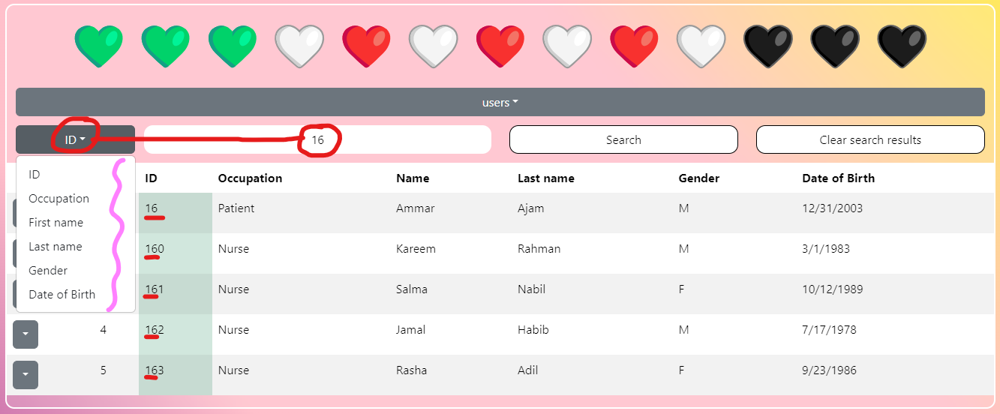 users
ID 16 Search Clear search results
ID
Occupation
First name
Last name
Gender
Date of Birth
ID Occupation Name Last name Gender Date of Birth
16 Patient Ammar Ajam M 12/31/2003
160 Nurse Kareem Rahman M 3/1/1983
161 Nurse Salma Nabil F 10/12/1989
4 162 Nurse Jamal Habib M 7/17/1978
5 163 Nurse Rasha Adil F 9/23/1986